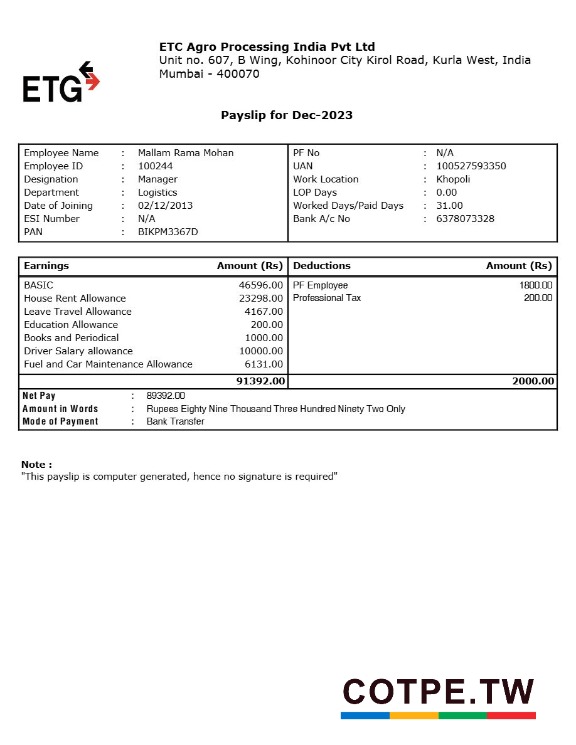 ETG
ETC Agro Processing India Pvt Ltd
Unit no. 607, B Wing, Kohinoor City Kirol Road, Kurla West, India
Mumbai - 400070
Payslip for Dec-2023
Employee Name : Mallam Rama Mohan PF No : N/A
Employee ID : 100244 UAN : 100527593350
Designation : Manager Work Location : Khopoli
Department : Logistics LOP Days : 0.00
Date of Joining : 02/12/2013 Worked Days/Paid Days : 31.00
ESI Number : N/A Bank A/c No : 6378073328
PAN : BIKPM3367D
Earnings Amount (Rs) Deductions Amount (Rs)
BASIC 46596.00 PF Employee 1800.00
House Rent Allowance 23298.00 Professional Tax 200.00
Leave Travel Allowance 4167.00
Education Allowance 200.00
Books and Periodical 1000.00
Driver Salary allowance 10000.00
Fuel and Car Maintenance Allowance 6131.00
91392.00 2000.00
Net Pay : 89392.00
Amount in Words : Rupees Eighty Nine Thousand Three Hundred Ninety Two Only
Mode of Payment : Bank Transfer
Note :
"This payslip is computer generated, hence no signature is required"
COTPE.TW